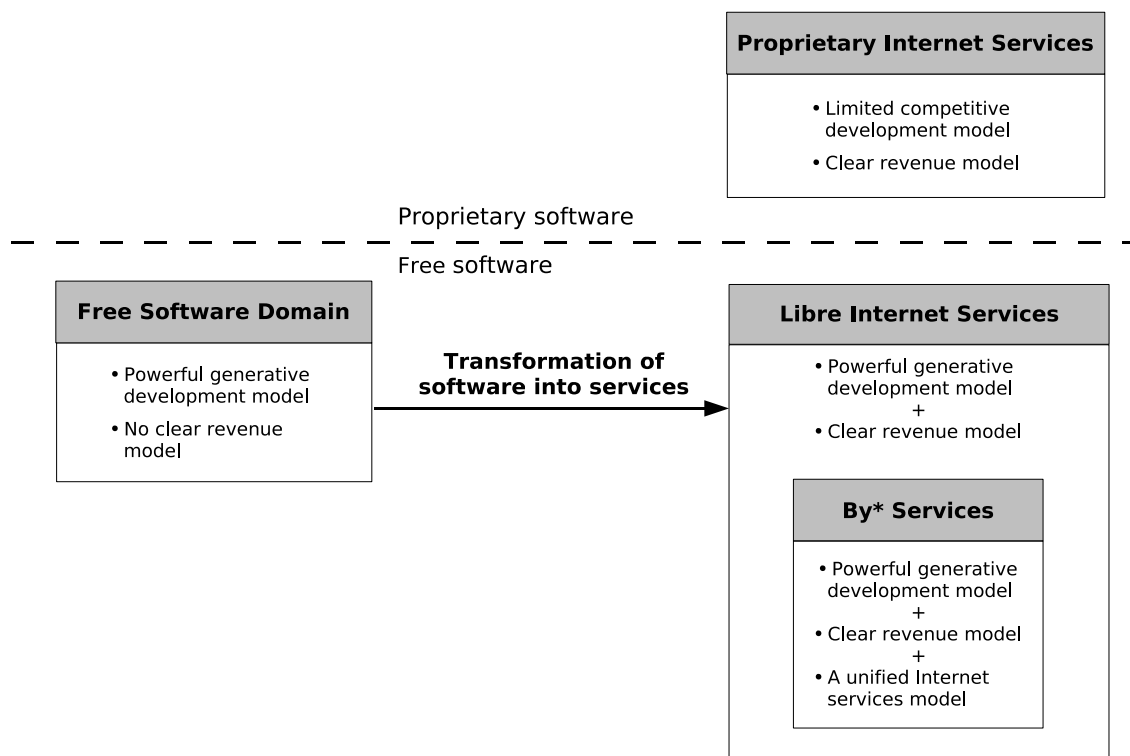 Proprietary Internet Services
• Limited competitive
development model
• Clear revenue model
Proprietary software
Free software
Free Software Domain
• Powerful generative
development model
• No clear revenue
model
Transformation of
software into services
Libre Internet Services
• Powerful generative
development model
+
• Clear revenue model
By* Services
• Powerful generative
development model
+
• Clear revenue model
+
• A unified Internet
services model